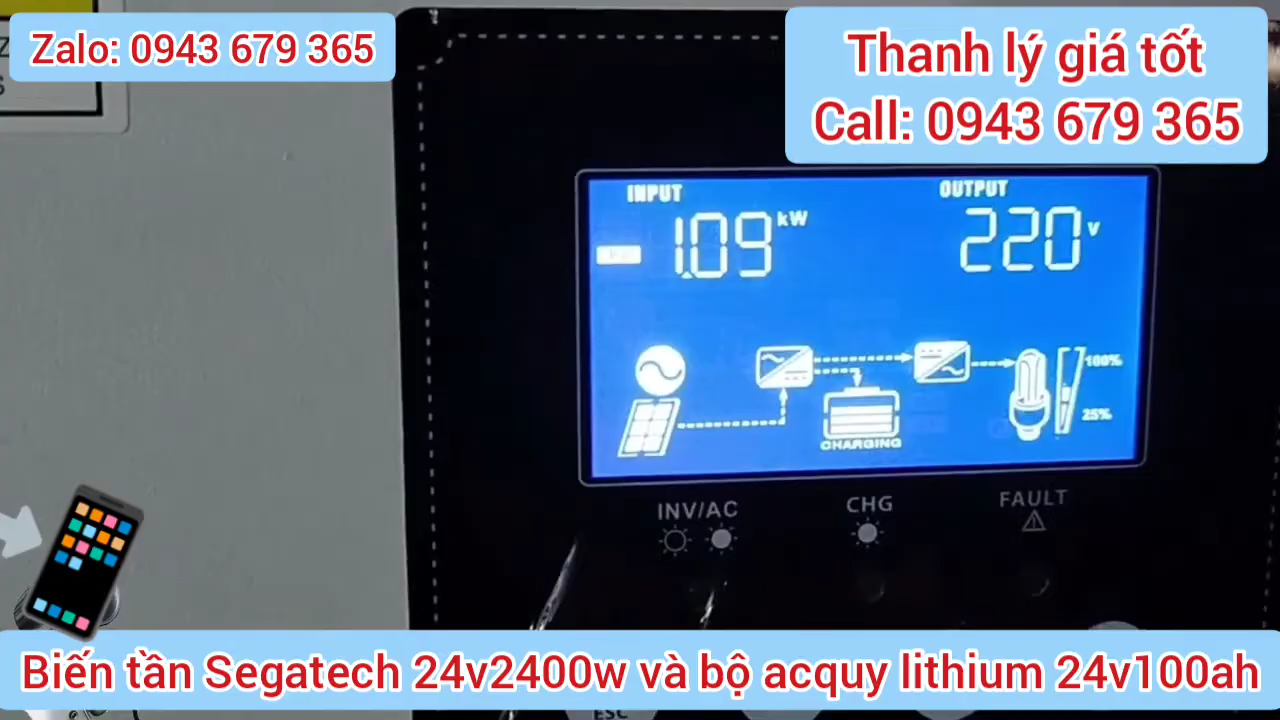 Zalo: 0943 679 365
Thanh lý giá tốt
Call: 0943 679 365
INPUT
OUTPUT
1.09 kW
220 v
100%
25%
CHARGING
INV/AC
CHG
FAULT
Biến tần Segatech 24v2400w và bộ acquy lithium 24v100ah
ESC